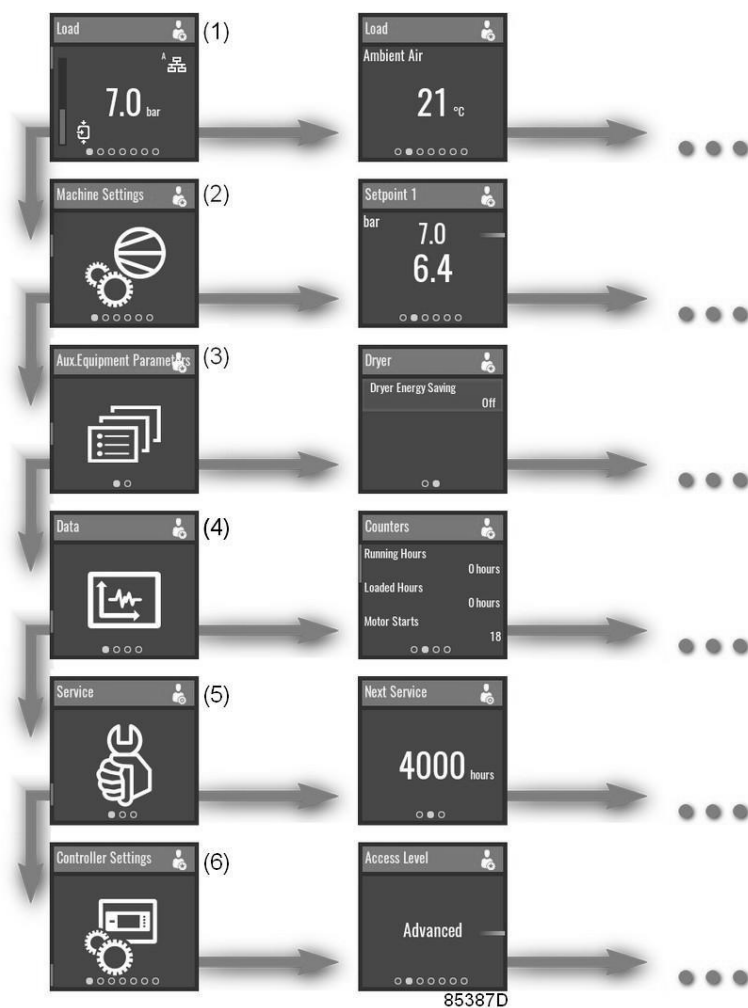 Load
(1)
A
7.0 bar
Load
Ambient Air
21 °C
Machine Settings
(2)
Setpoint 1
bar
7.0
6.4
Aux.Equipment Parameters
(3)
Dryer
Dryer Energy Saving
Off
Data
(4)
Counters
Running Hours
0 hours
Loaded Hours
0 hours
Motor Starts
18
Service
(5)
Next Service
4000 hours
Controller Settings
(6)
Access Level
Advanced
85387D